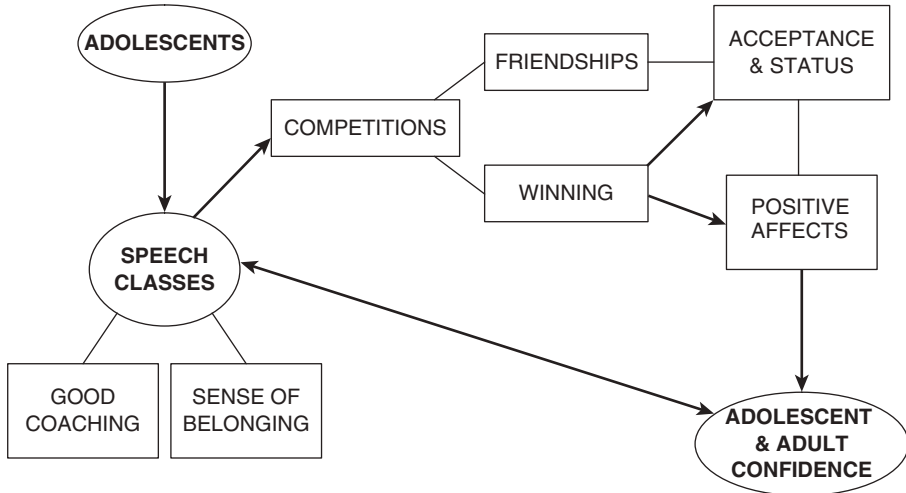 ADOLESCENTS
FRIENDSHIPS
ACCEPTANCE
& STATUS
COMPETITIONS
WINNING
POSITIVE
AFFECTS
SPEECH
CLASSES
GOOD
COACHING
SENSE OF
BELONGING
ADOLESCENT
& ADULT
CONFIDENCE